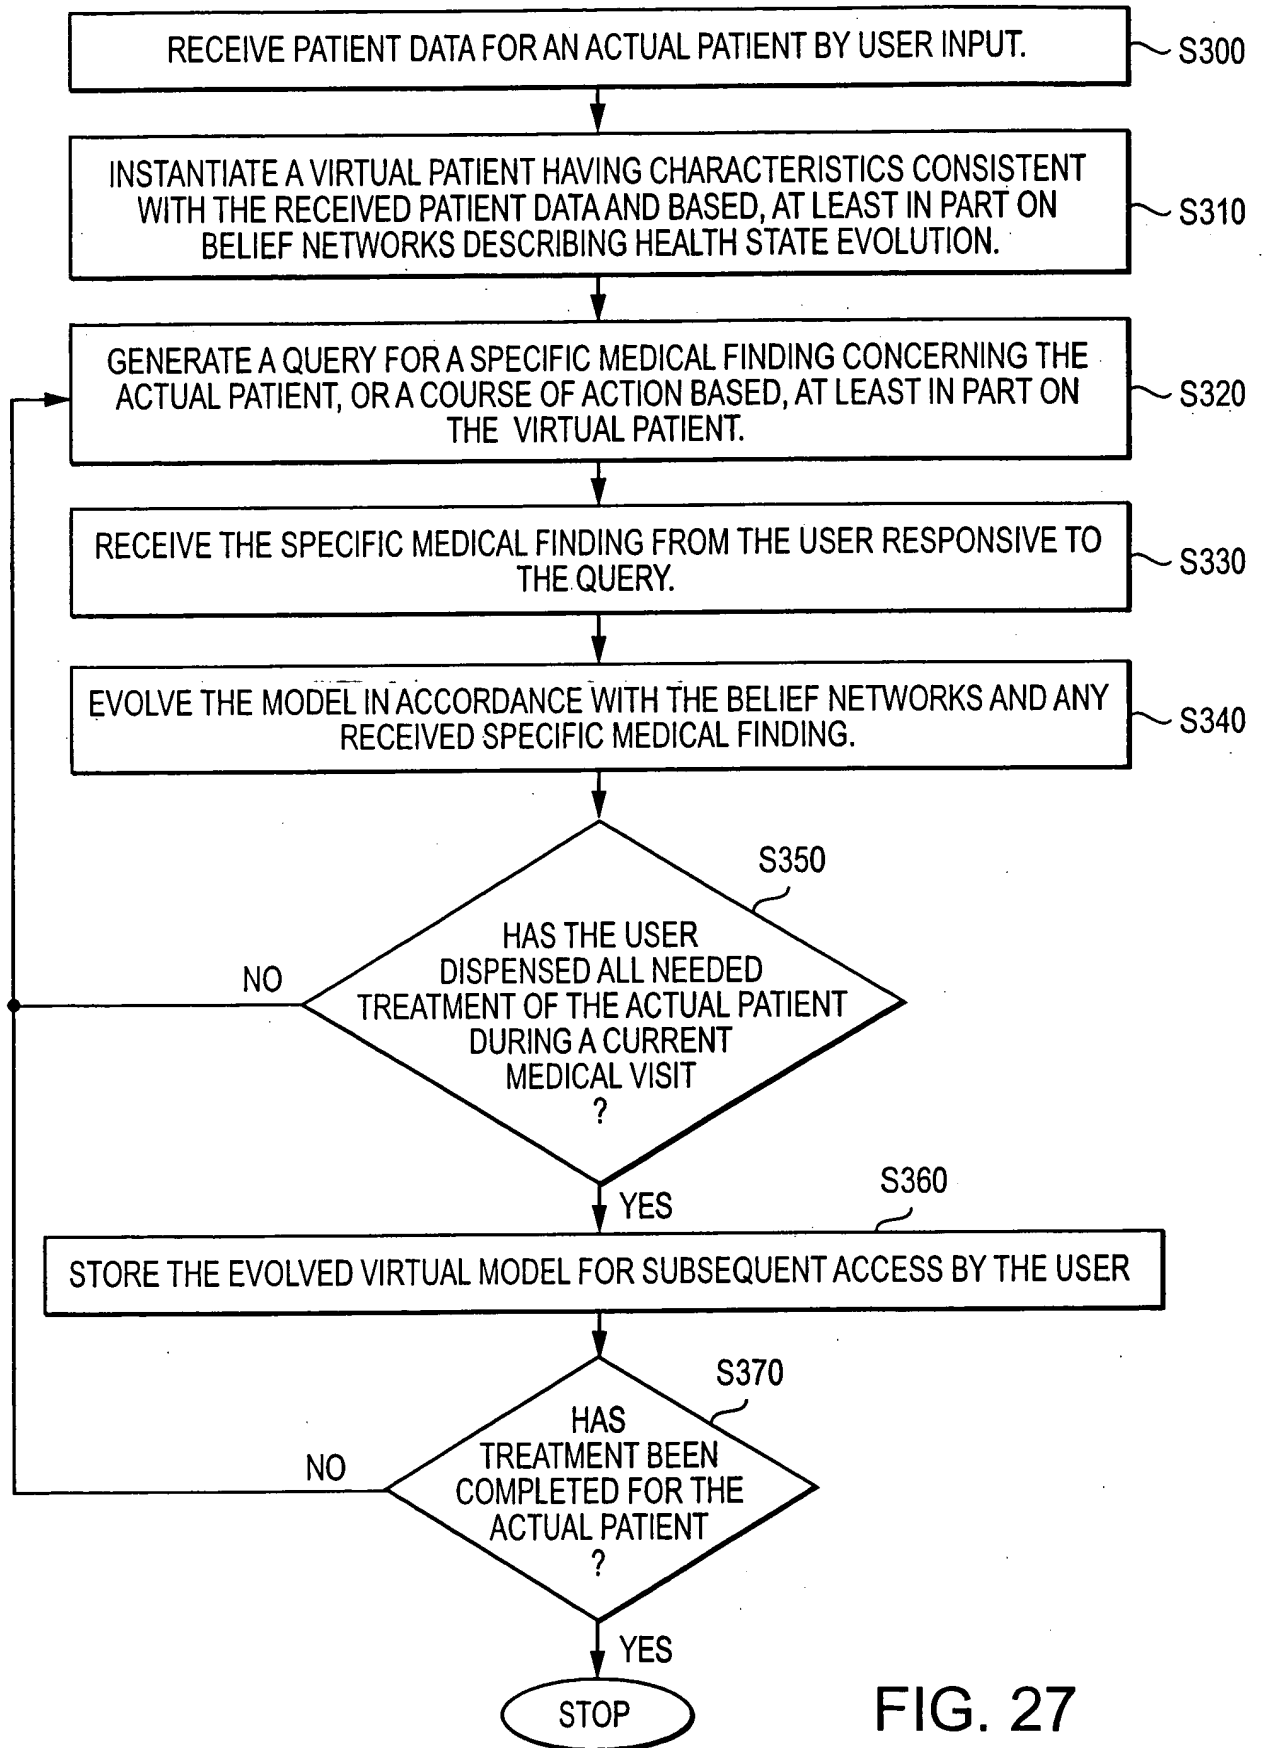 RECEIVE PATIENT DATA FOR AN ACTUAL PATIENT BY USER INPUT.
S300
INSTANTIATE A VIRTUAL PATIENT HAVING CHARACTERISTICS CONSISTENT
WITH THE RECEIVED PATIENT DATA AND BASED, AT LEAST IN PART ON
BELIEF NETWORKS DESCRIBING HEALTH STATE EVOLUTION.
S310
GENERATE A QUERY FOR A SPECIFIC MEDICAL FINDING CONCERNING THE
ACTUAL PATIENT, OR A COURSE OF ACTION BASED, AT LEAST IN PART ON
THE VIRTUAL PATIENT.
S320
RECEIVE THE SPECIFIC MEDICAL FINDING FROM THE USER RESPONSIVE TO
THE QUERY.
S330
EVOLVE THE MODEL IN ACCORDANCE WITH THE BELIEF NETWORKS AND ANY
RECEIVED SPECIFIC MEDICAL FINDING.
S340
S350
HAS THE USER
DISPENSED ALL NEEDED
TREATMENT OF THE ACTUAL PATIENT
DURING A CURRENT
MEDICAL VISIT
?
NO
YES
S360
STORE THE EVOLVED VIRTUAL MODEL FOR SUBSEQUENT ACCESS BY THE USER
S370
HAS
TREATMENT BEEN
COMPLETED FOR THE
ACTUAL PATIENT
?
NO
YES
STOP
FIG. 27